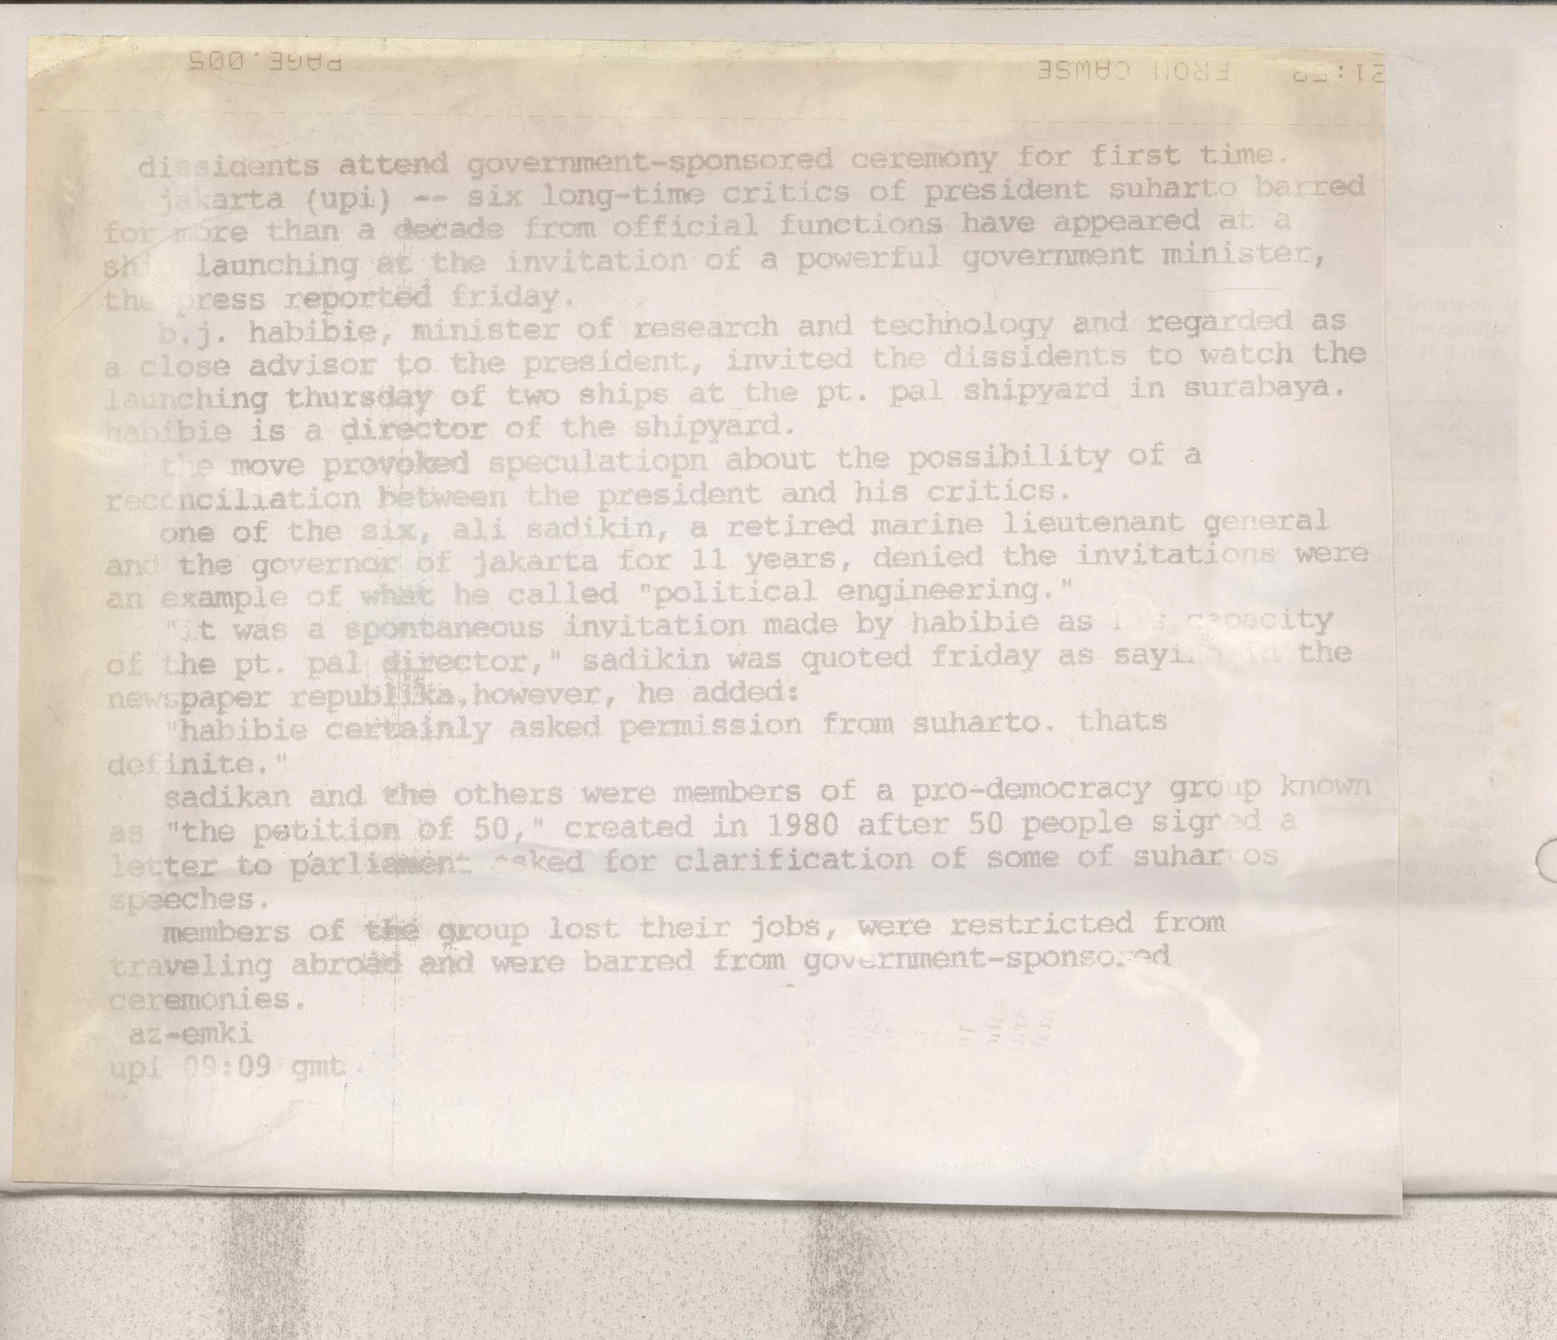 PAGE.005
FROM CAWSE
dissidents attend government-sponsored ceremony for first time.
jakarta (upi) -- six long-time critics of president suharto barred
for more than a decade from official functions have appeared at a
launching at the invitation of a powerful government minister,
the press reported friday.
b.j. habibie, minister of research and technology and regarded as
a close advisor to the president, invited the dissidents to watch the
launching thursday of two ships at the pt. pal shipyard in surabaya.
habibie is a director of the shipyard.
the move provoked speculatiopn about the possibility of a
reconciliation between the president and his critics.
one of the six, ali sadikin, a retired marine lieutenant general
and the governor of jakarta for 11 years, denied the invitations were
an example of what he called "political engineering."
"it was a spontaneous invitation made by habibie as capacity
of the pt. pal director," sadikin was quoted friday as the
newspaper republika,however, he added:
"habibie certainly asked permission from suharto. thats
definite."
sadikan and the others were members of a pro-democracy group known
as "the petition of 50," created in 1980 after 50 people signed a
letter to parliament asked for clarification of some of suhartos
speeches.
members of the group lost their jobs, were restricted from
traveling abroad and were barred from government-sponsored
ceremonies.
az-emki
upi 09:09 gmt